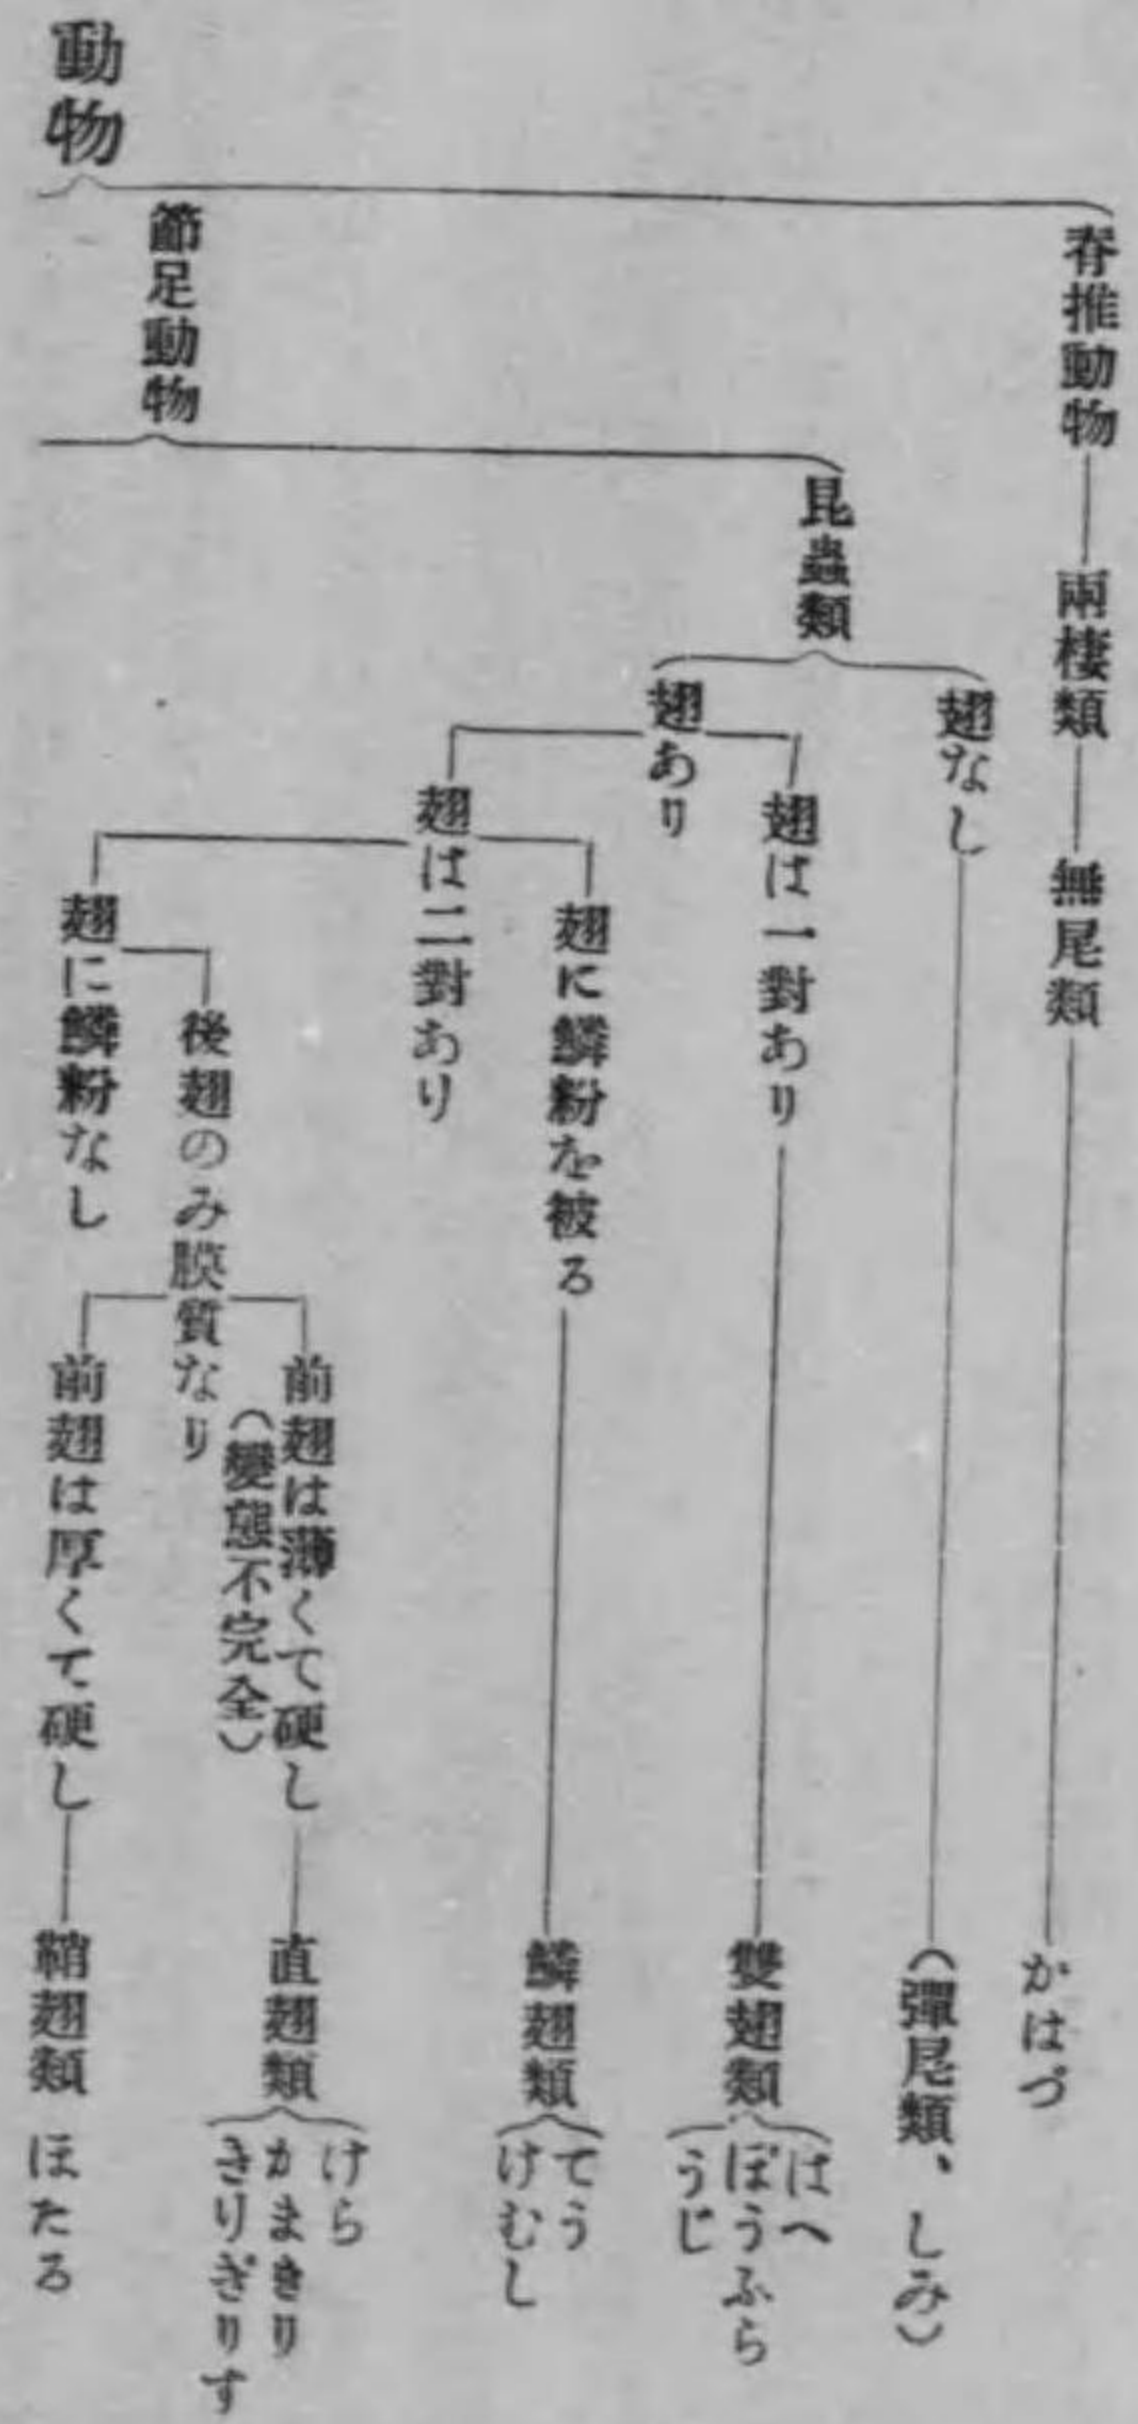 動物
脊推動物
兩棲類
無尾類
かはづ
節足動物
昆蟲類
翅なし
（彈尾類、しみ）
翅あり
翅は一對あり
雙翅類
はへ
ぼうふら
うじ
翅は二對あり
翅に鱗粉を被る
鱗翅類
てう
けむし
翅に鱗粉なし
後翅のみ膜質なり
前翅は薄くて硬し
（變態不完全）
直翅類
けら
かまきり
きりぎりす
前翅は厚くて硬し
鞘翅類
ほたる